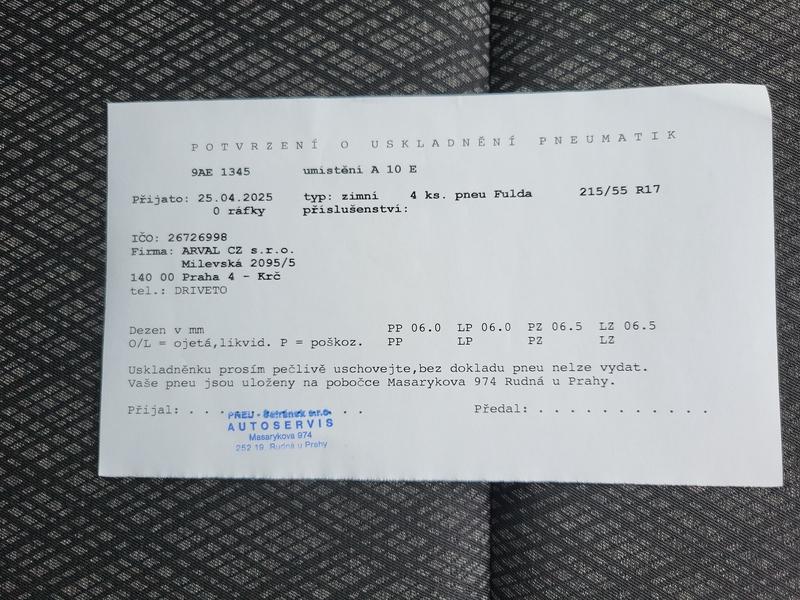 POTVRZENÍ O USKLADNĚNÍ PNEUMATIK
9AE 1345 umístěni A 10 E
Přijato: 25.04.2025 typ: zimní 4 ks. pneu Fulda 215/55 R17
0 ráfky příslušenství:
IČO: 26726998
Firma: ARVAL CZ s.r.o.
Milevská 2095/5
140 00 Praha 4 - Krč
tel.: DRIVETO
Dezen v mm PP 06.0 LP 06.0 PZ 06.5 LZ 06.5
O/L = ojetá,likvid. P = poškoz. PP LP PZ LZ
Uskladněnku prosím pečlivě uschovejte,bez dokladu pneu nelze vydat.
Vaše pneu jsou uloženy na pobočce Masarykova 974 Rudná u Prahy.
Přijal: . . . . . . . . . . . Předal: . . . . . . . . . . .
PNEU - s.r.o.
AUTOSERVIS
Masarykova 974
252 19 Rudná u Prahy